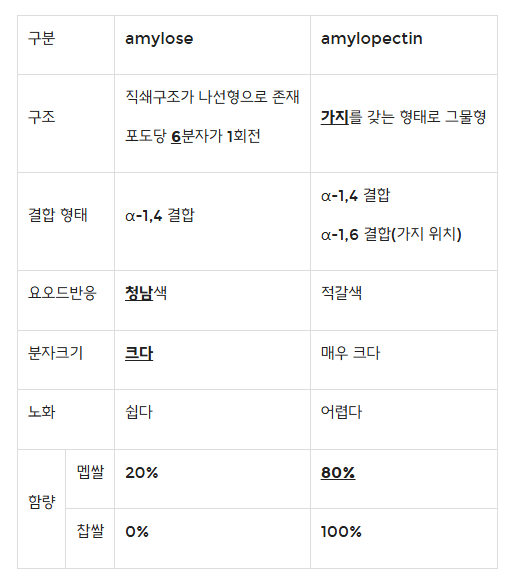 구분 amylose amylopectin
구조 직쇄구조가 나선형으로 존재
포도당 6분자가 1회전
가지를 갖는 형태로 그물형
결합 형태 α-1,4 결합
α-1,4 결합
α-1,6 결합(가지 위치)
요오드반응 청남색 적갈색
분자크기 크다 매우 크다
노화 쉽다 어렵다
함량
멥쌀 20% 80%
찹쌀 0% 100%